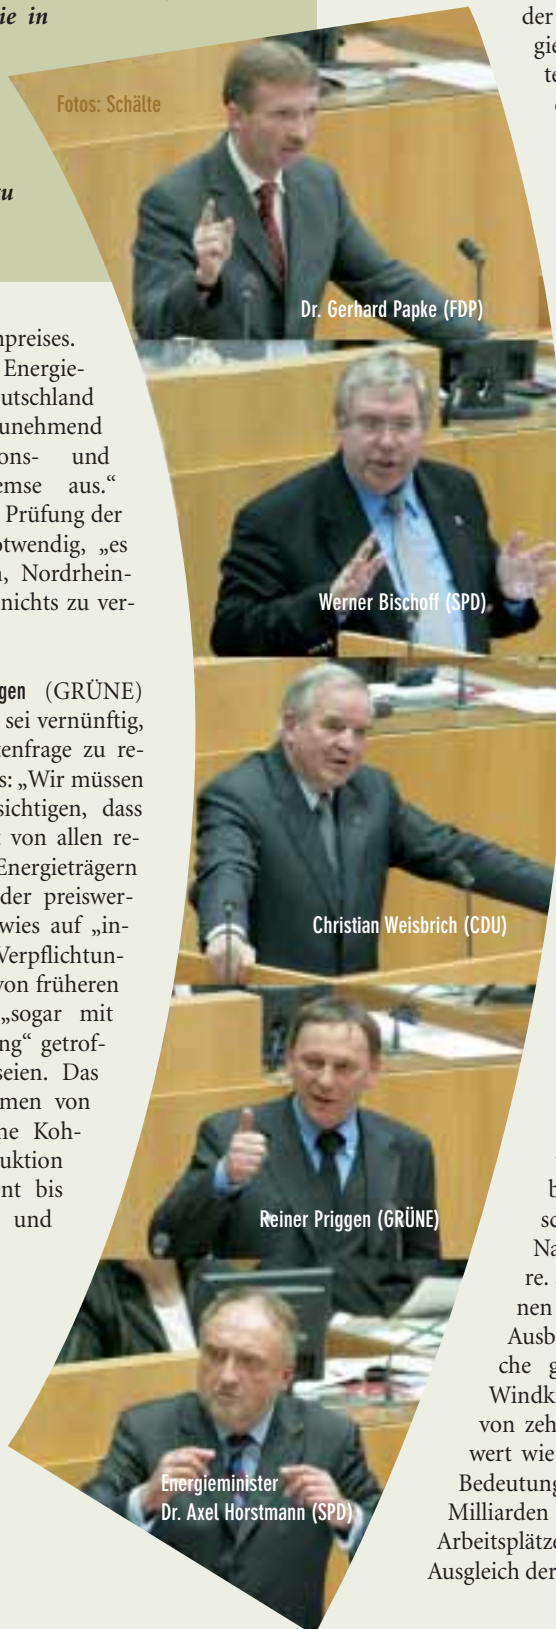 ie in
Fotos: Schälte
zu
Dr. Gerhard Papke (FDP)
npreises.
Energie-
eutschland
unehmend
ons- und
emse aus.“
Prüfung der
otwendig, „es
n, Nordrhein-
nichts zu ver-
Werner Bischoff (SPD)
gen (GRÜNE)
sei vernünftig,
tenfrage zu re-
s: „Wir müssen
sichtigen, dass
t von allen re-
Energieträgern
der preiswer-
wies auf „in-
Verpflichtun-
von früheren
„sogar mit
ng“ getrof-
seien. Das
men von
ne Koh-
uktion
nt bis
und
Christian Weisbrich (CDU)
Reiner Priggen (GRÜNE)
Energieminister
Dr. Axel Horstmann (SPD)
der
gie
te
b
sc
Na
re.
nen
Ausb
che g
Windk
von zeh
wert wie
Bedeutung
Milliarden
Arbeitsplätze
Ausgleich der